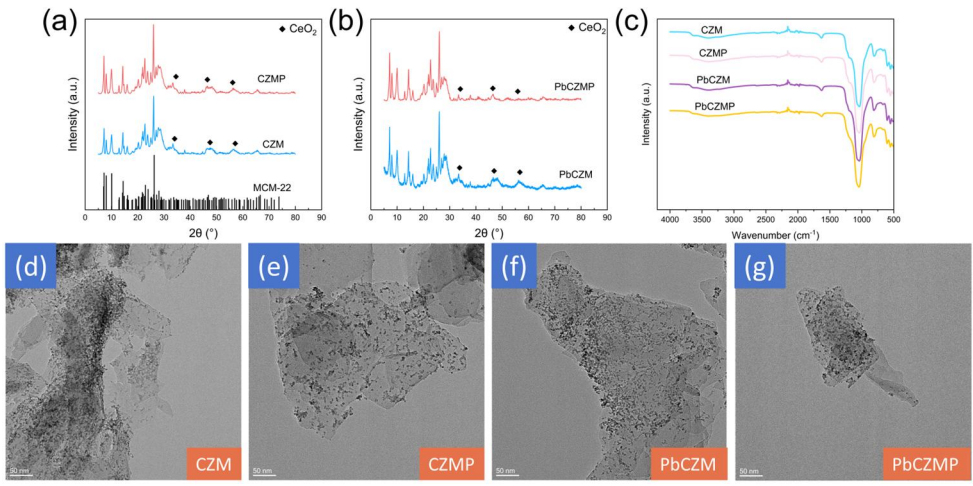 (a)
◆ CeO2
CZMP
CZM
MCM-22
Intensity (a.u.)
0 10 20 30 40 50 60 70 80 90
2θ (°)
(b)
◆ CeO2
PbCZMP
PbCZM
Intensity (a.u.)
0 10 20 30 40 50 60 70 80 90
2θ (°)
(c)
CZM
CZMP
PbCZM
PbCZMP
Intensity (a.u.)
4000 3500 3000 2500 2000 1500 1000 500
Wavenumber (cm-1)
(d)
50 nm
CZM
(e)
50 nm
CZMP
(f)
50 nm
PbCZM
(g)
50 nm
PbCZMP